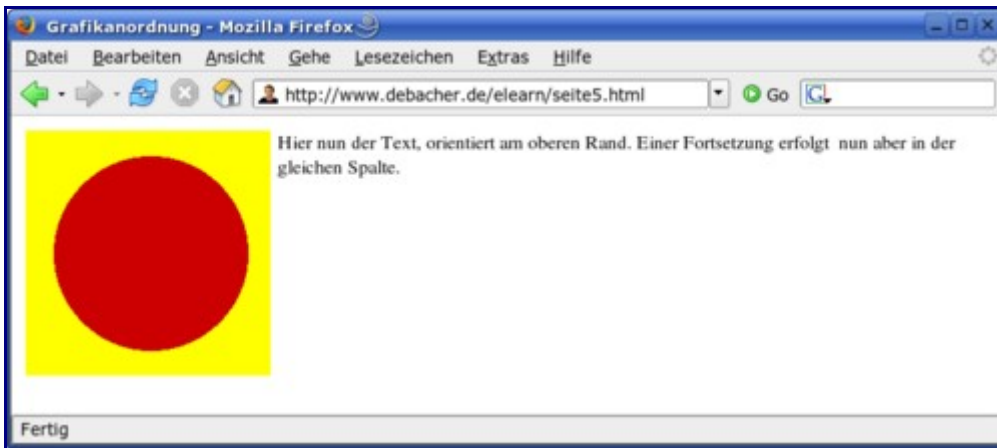 Grafikanordnung - Mozilla Firefox
Datei Bearbeiten Ansicht Gehe Lesezeichen Extras Hilfe
http://www.debacher.de/elearn/seite5.html Go G
Hier nun der Text, orientiert am oberen Rand. Einer Fortsetzung erfolgt nun aber in der
gleichen Spalte.
Fertig